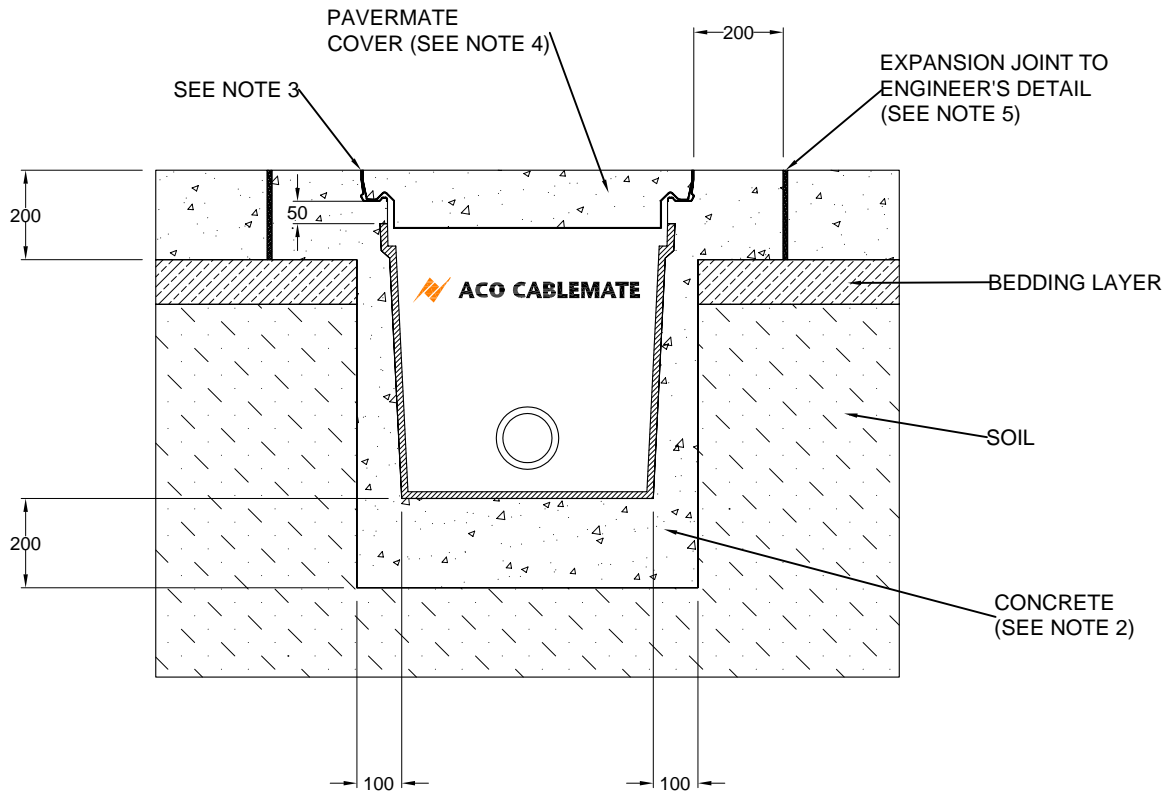 PAVERMATE
COVER (SEE NOTE 4)
200
EXPANSION JOINT TO
ENGINEER'S DETAIL
(SEE NOTE 5)
SEE NOTE 3
200
50
ACO CABLEMATE
BEDDING LAYER
SOIL
200
CONCRETE
(SEE NOTE 2)
100
100